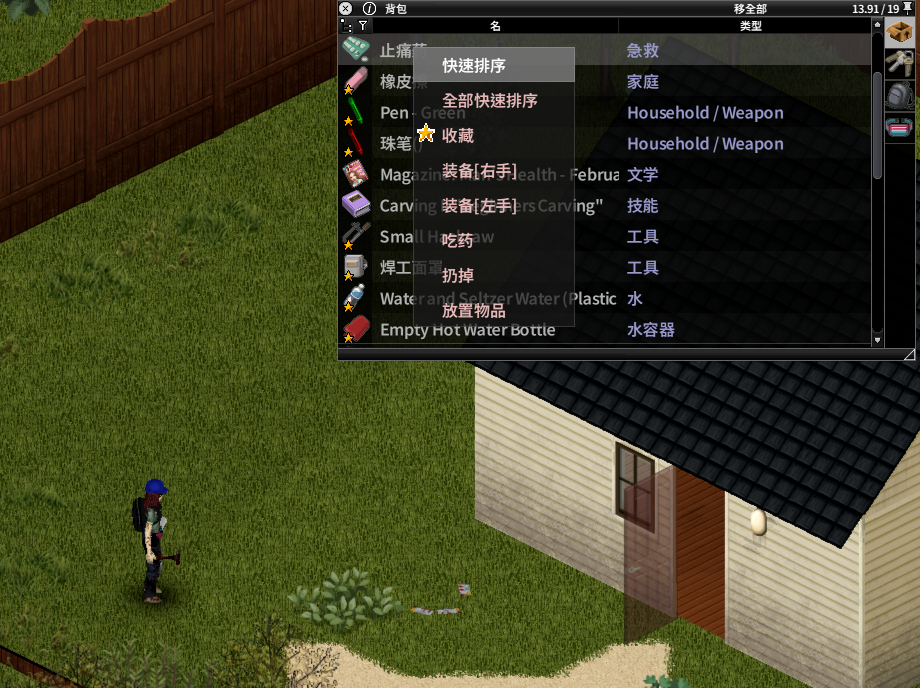 背包 移全部 13.91 / 19
名 类型
止痛药 急救
橡皮擦 家庭
Pen - Green Household / Weapon
珠笔 Household / Weapon
Magazine Health - Februa 文学
Carving Carving" 技能
Small 工具
焊工面罩 工具
Water and Seltzer Water (Plastic 水
Empty Hot Water Bottle 水容器
快速排序
全部快速排序
收藏
装备[右手]
装备[左手]
吃药
扔掉
放置物品